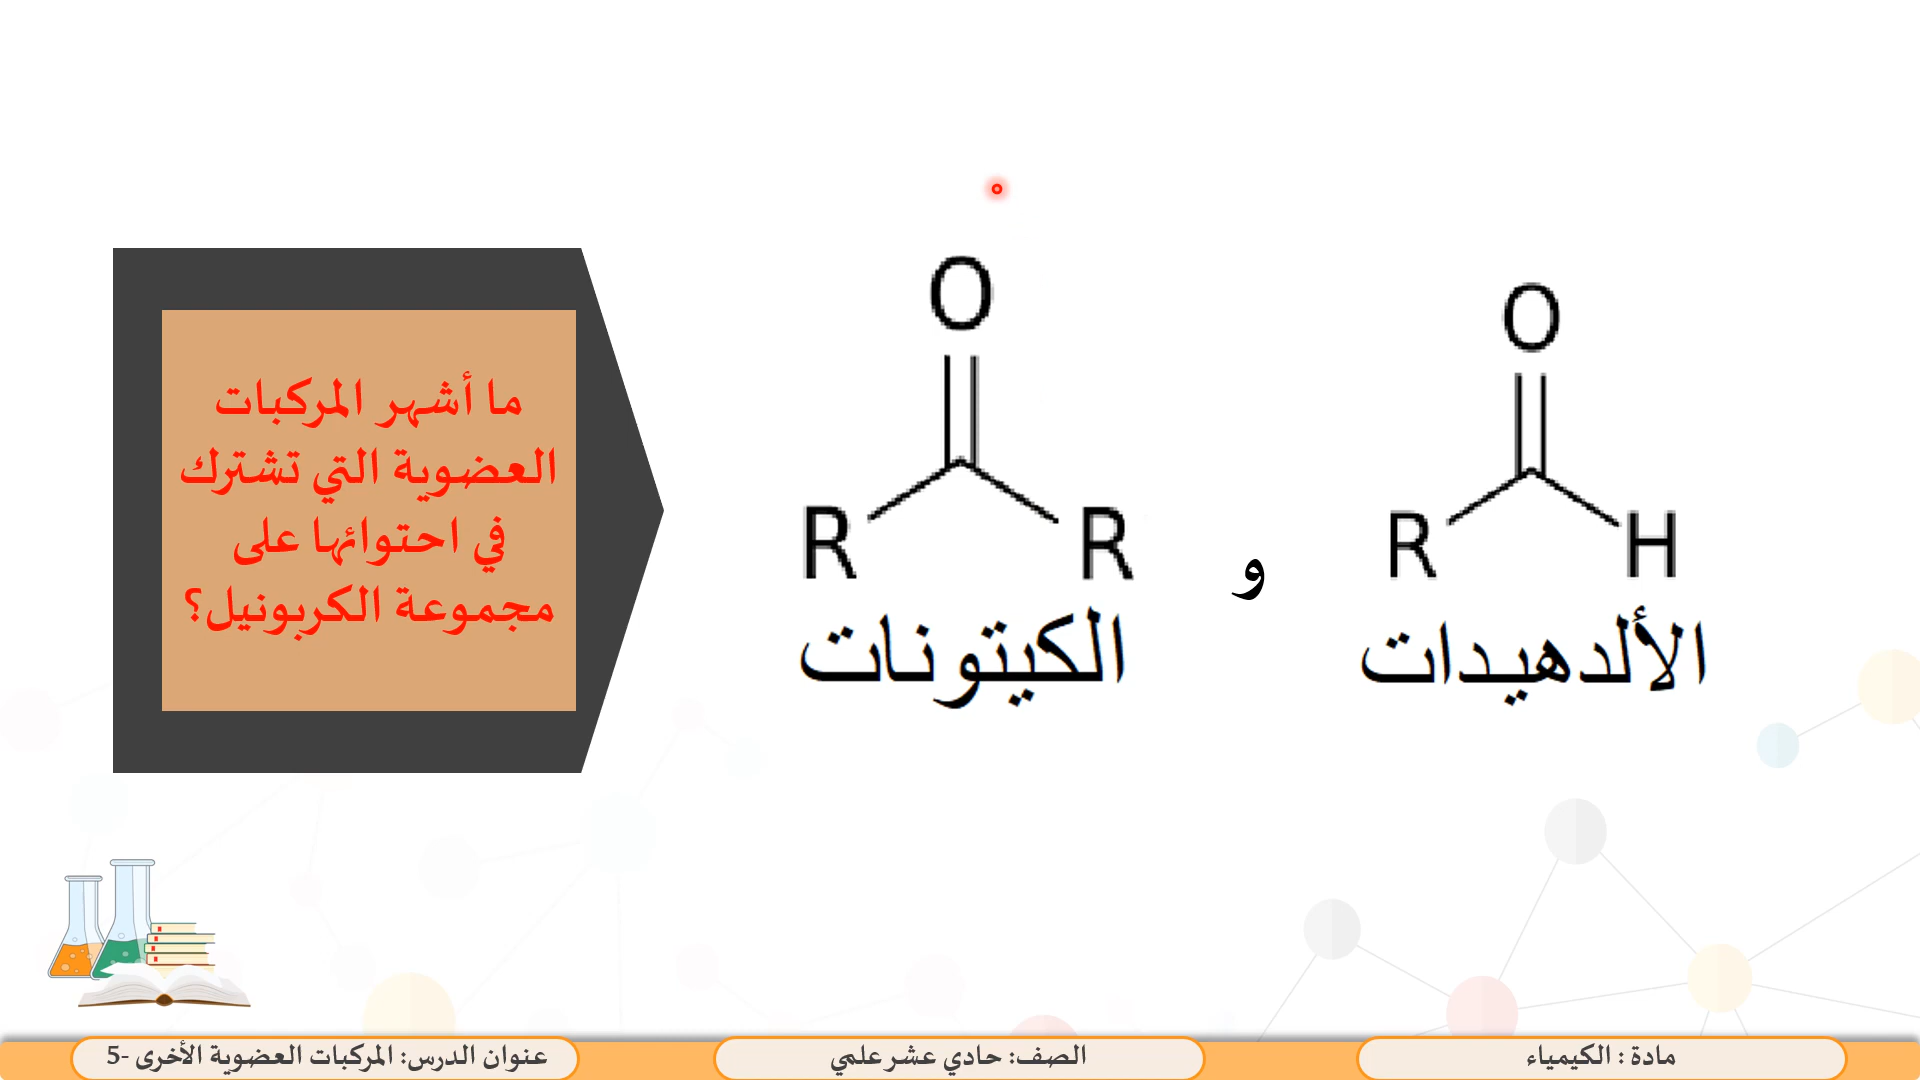 ما أشهر المركبات
العضوية التي تشترك
في احتوائها على
مجموعة الكربونيل؟
O
R H
الألدهيدات
و
O
R R
الكيتونات
مادة : الكيمياء
الصف: حادي عشر علمي
عنوان الدرس: المركبات العضوية الأخرى -5